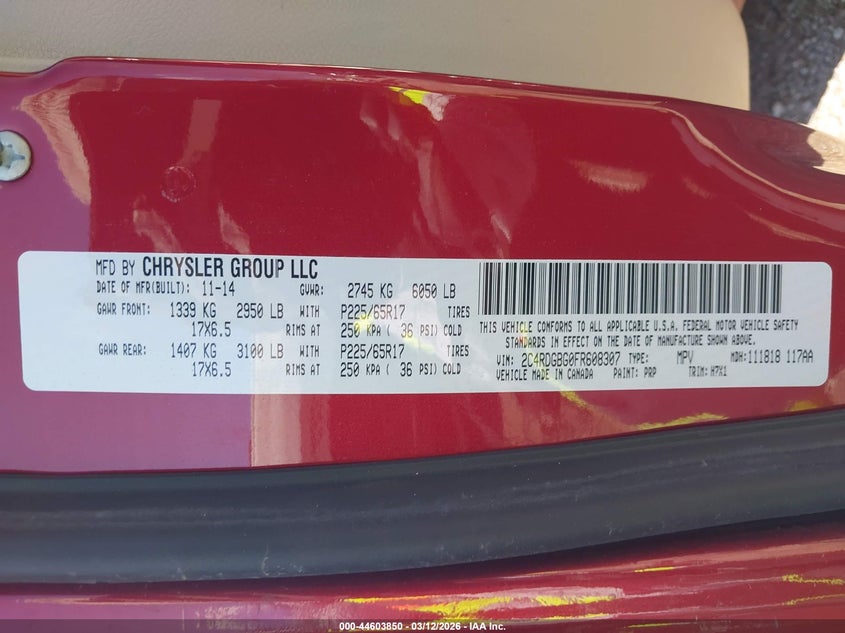 MFD BY CHRYSLER GROUP LLC
DATE OF MFR(BUILT): 11-14 GVWR: 2745 KG 6050 LB
GAWR FRONT: 1339 KG 2950 LB WITH P225/65R17 TIRES
17X6.5 RIMS AT 250 KPA ( 36 PSI) COLD
GAWR REAR: 1407 KG 3100 LB WITH P225/65R17 TIRES
17X6.5 RIMS AT 250 KPA ( 36 PSI) COLD
THIS VEHICLE CONFORMS TO ALL APPLICABLE U.S.A. FEDERAL MOTOR VEHICLE SAFETY
STANDARDS IN EFFECT ON THE DATE OF MANUFACTURE SHOWN ABOVE.
VIN: 2C4RDGBG0FR608307 TYPE: MPV MDH: 111818 117AA
VEHICLE MADE IN CANADA PAINT: PRP TRIM: H7X1
000-44603850 - 03/12/2026 - IAA Inc.